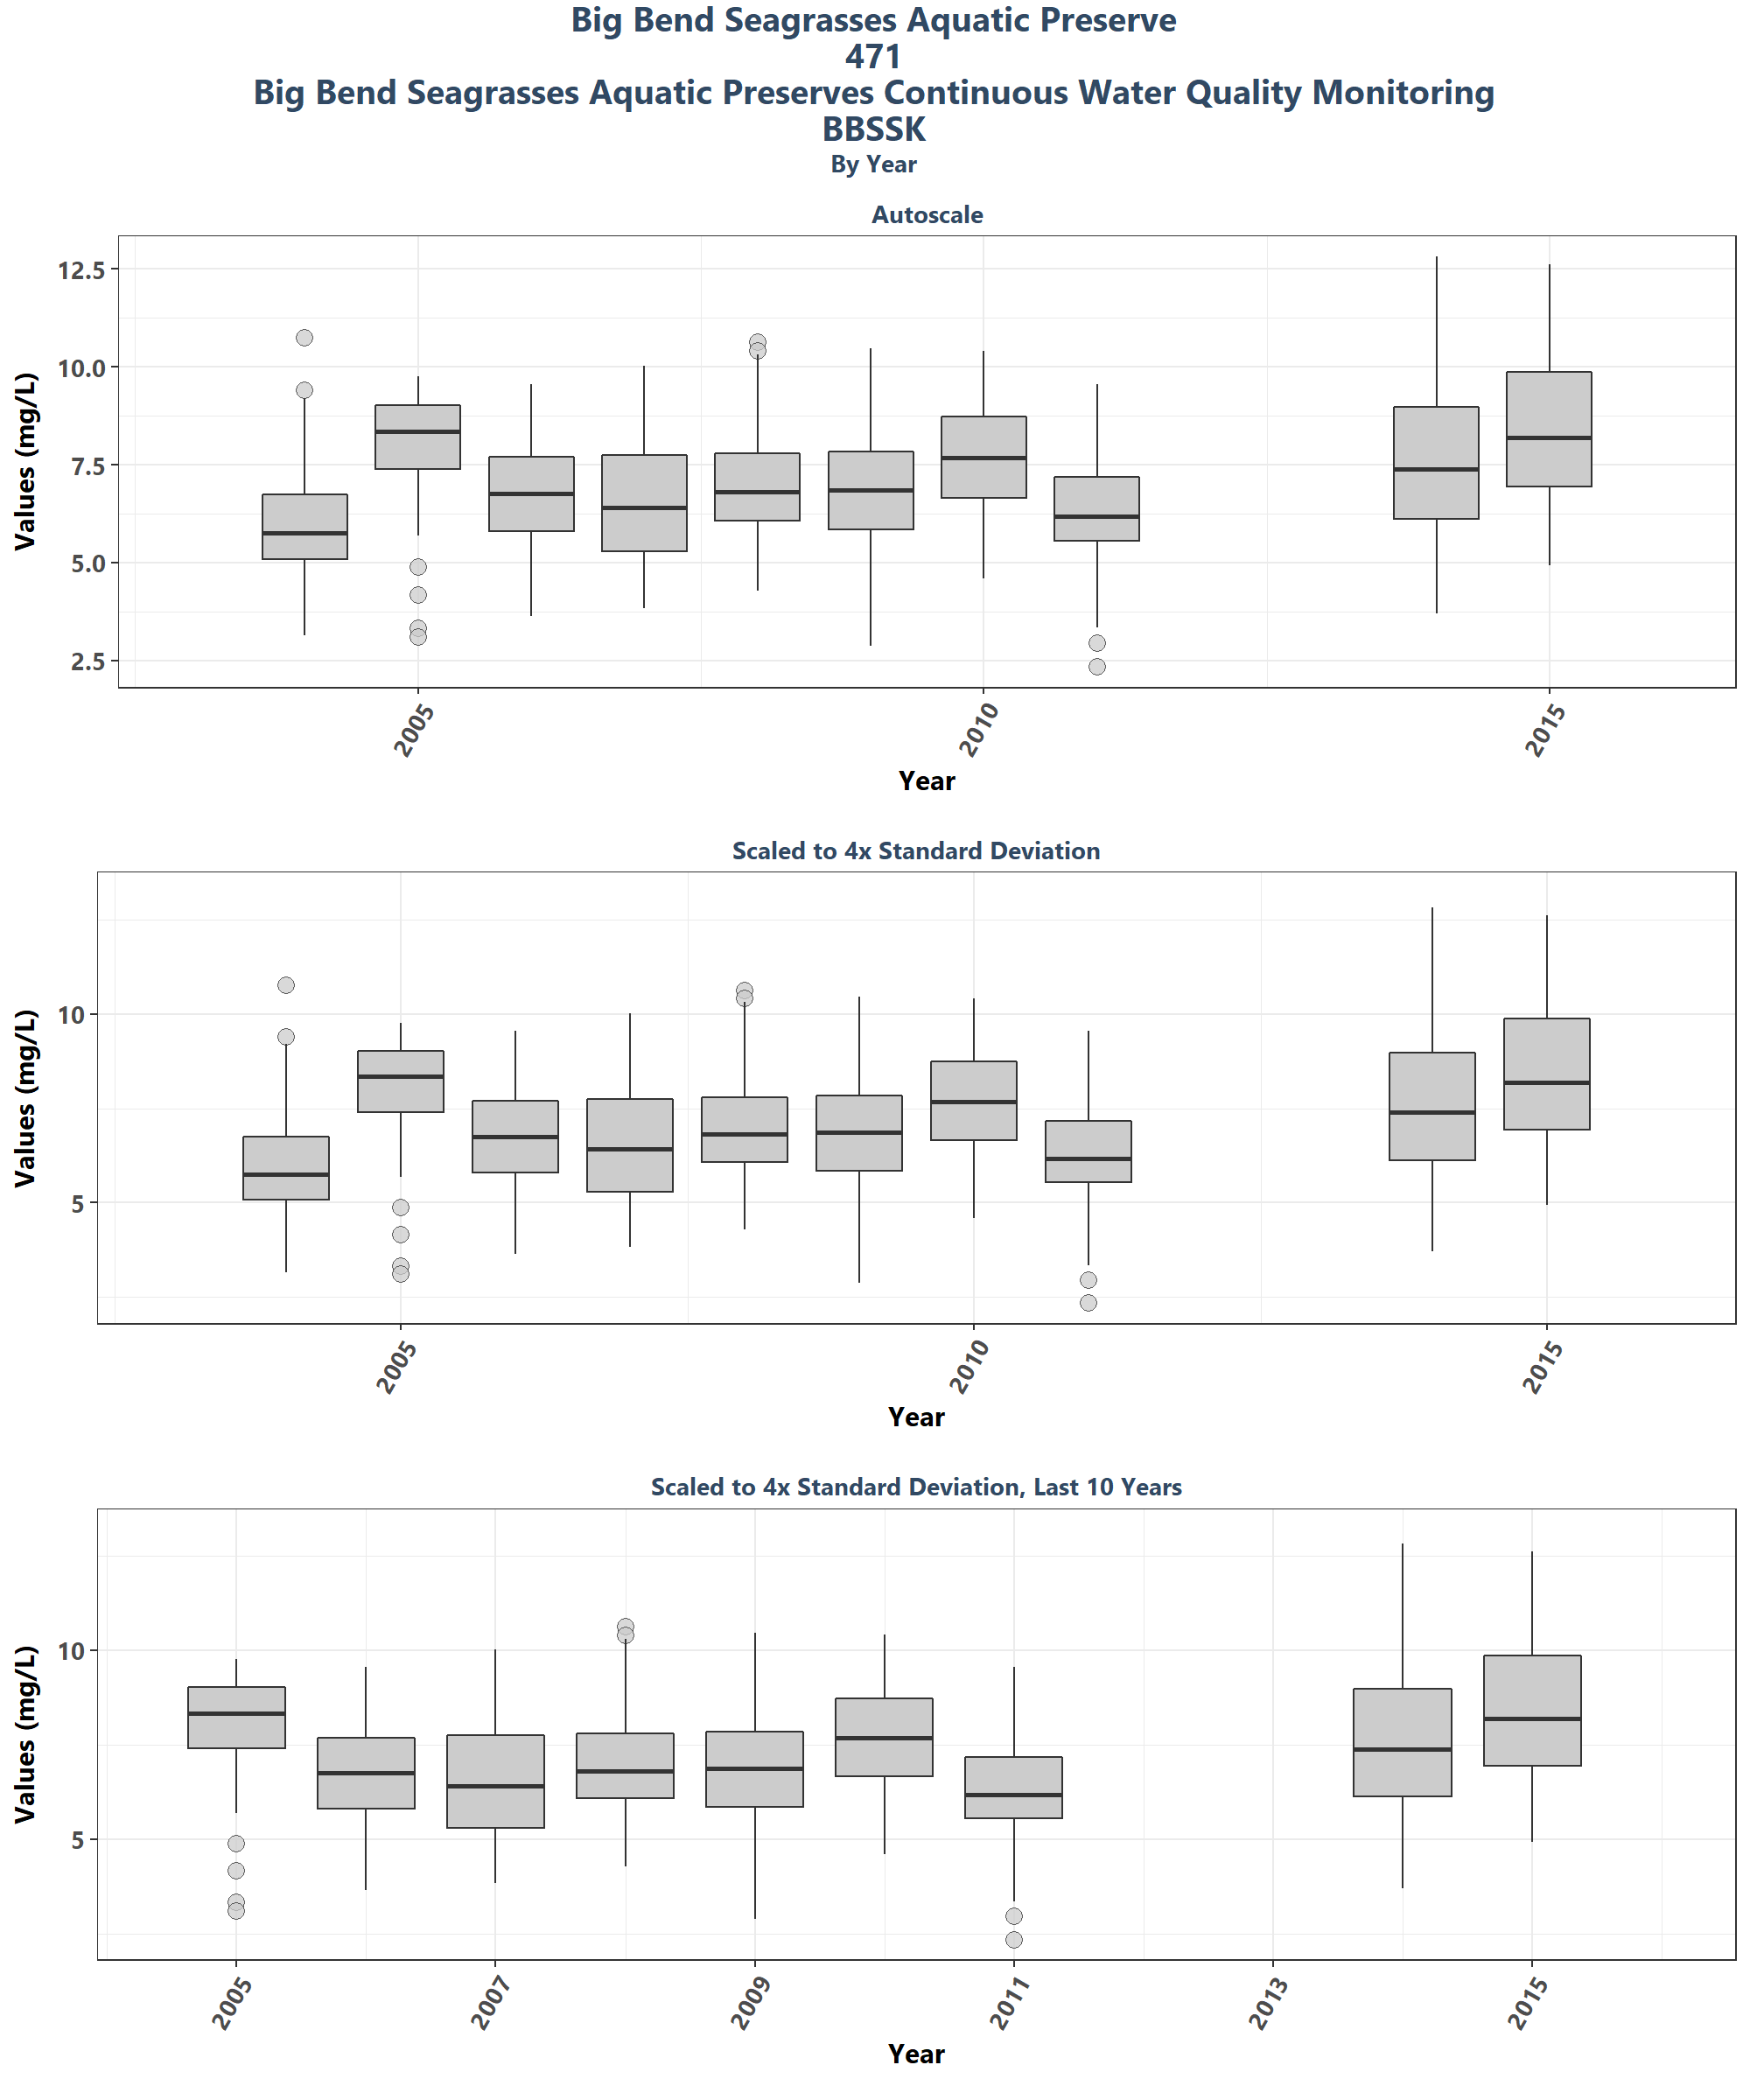 Big Bend Seagrasses Aquatic Preserve
471
Big Bend Seagrasses Aquatic Preserves Continuous Water Quality Monitoring
BBSSK
By Year
Autoscale
Values (mg/L)
12.5
10.0
7.5
5.0
2.5
2005 2010 2015
Year
Scaled to 4x Standard Deviation
Values (mg/L)
10
5
2005 2010 2015
Year
Scaled to 4x Standard Deviation, Last 10 Years
Values (mg/L)
10
5
2005 2007 2009 2011 2013 2015
Year